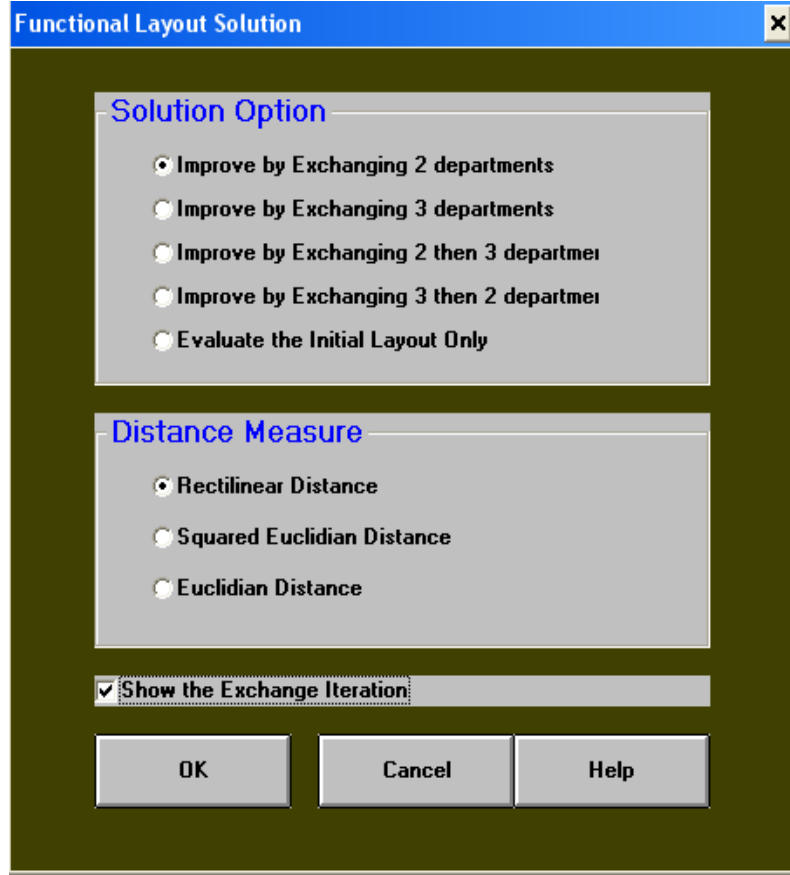 Functional Layout Solution
Solution Option
Improve by Exchanging 2 departments
Improve by Exchanging 3 departments
Improve by Exchanging 2 then 3 departmei
Improve by Exchanging 3 then 2 departmei
Evaluate the Initial Layout Only
Distance Measure
Rectilinear Distance
Squared Euclidian Distance
Euclidian Distance
Show the Exchange Iteration
OK Cancel Help